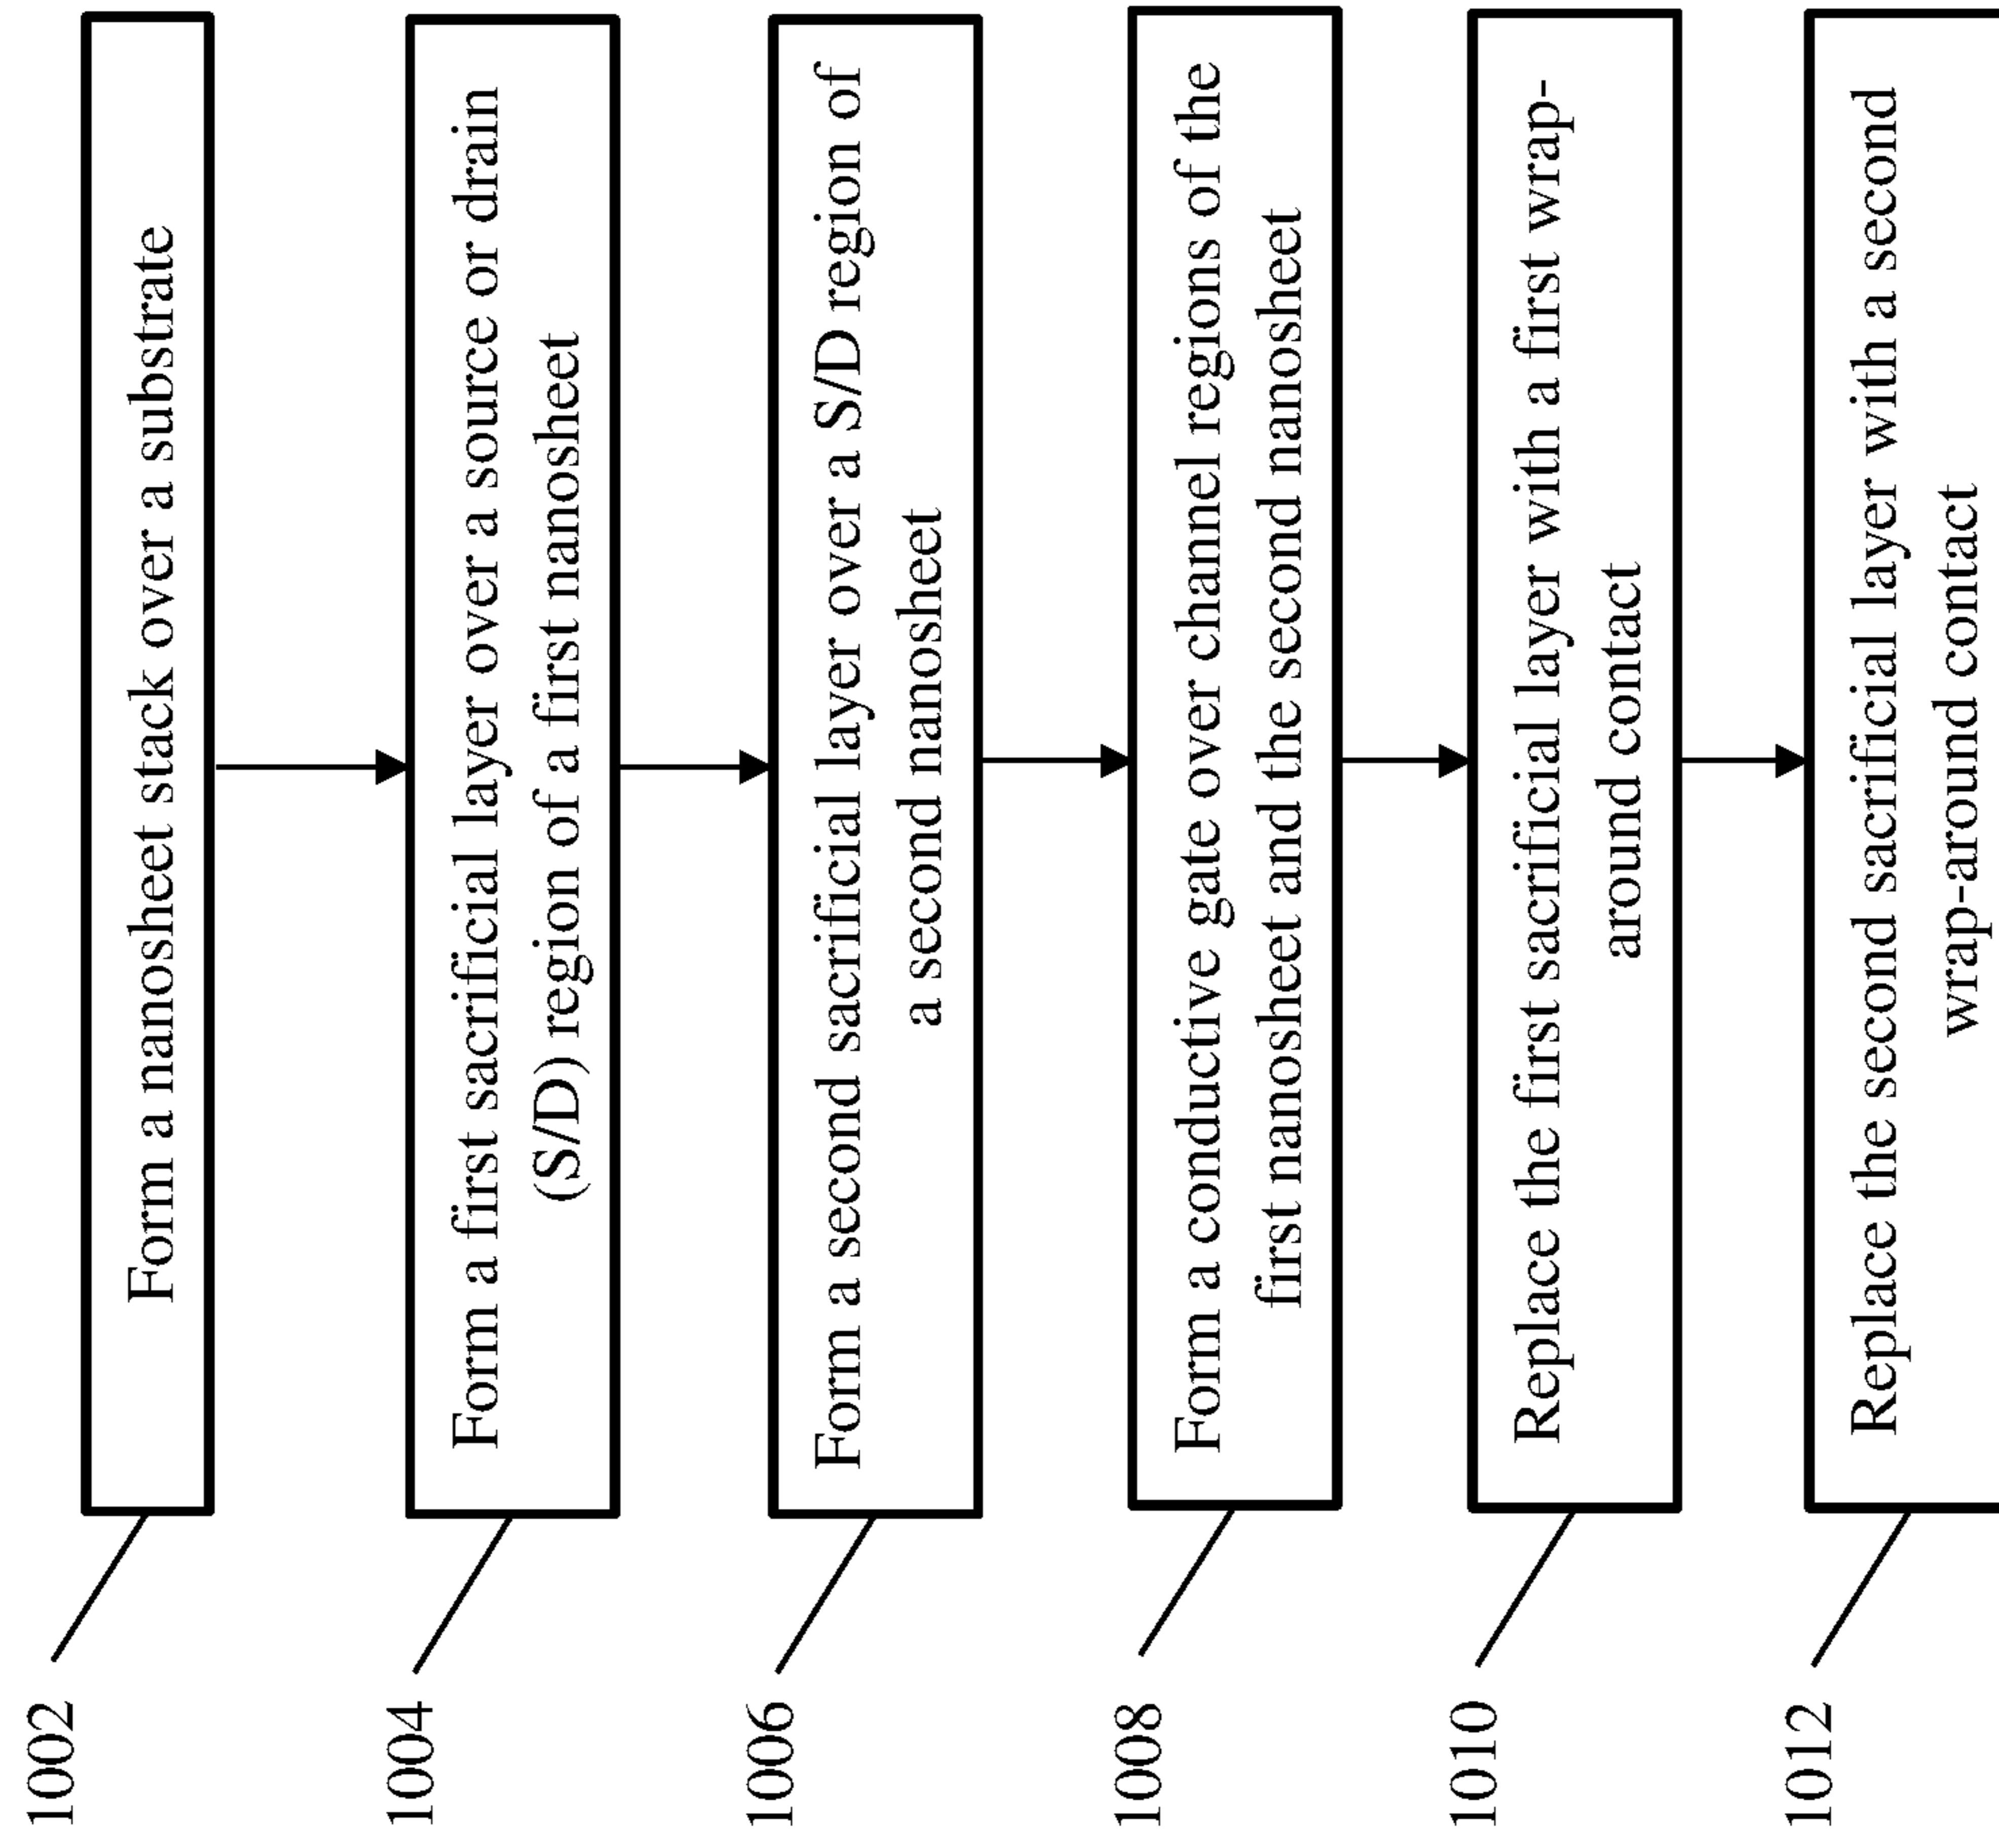 1002
Form a nanosheet stack over a substrate
1004
Form a first sacrificial layer over a source or drain
(S/D) region of a first nanosheet
1006
Form a second sacrificial layer over a S/D region of
a second nanosheet
1008
Form a conductive gate over channel regions of the
first nanosheet and the second nanosheet
1010
Replace the first sacrificial layer with a first wrap-
around contact
1012
Replace the second sacrificial layer with a second
wrap-around contact